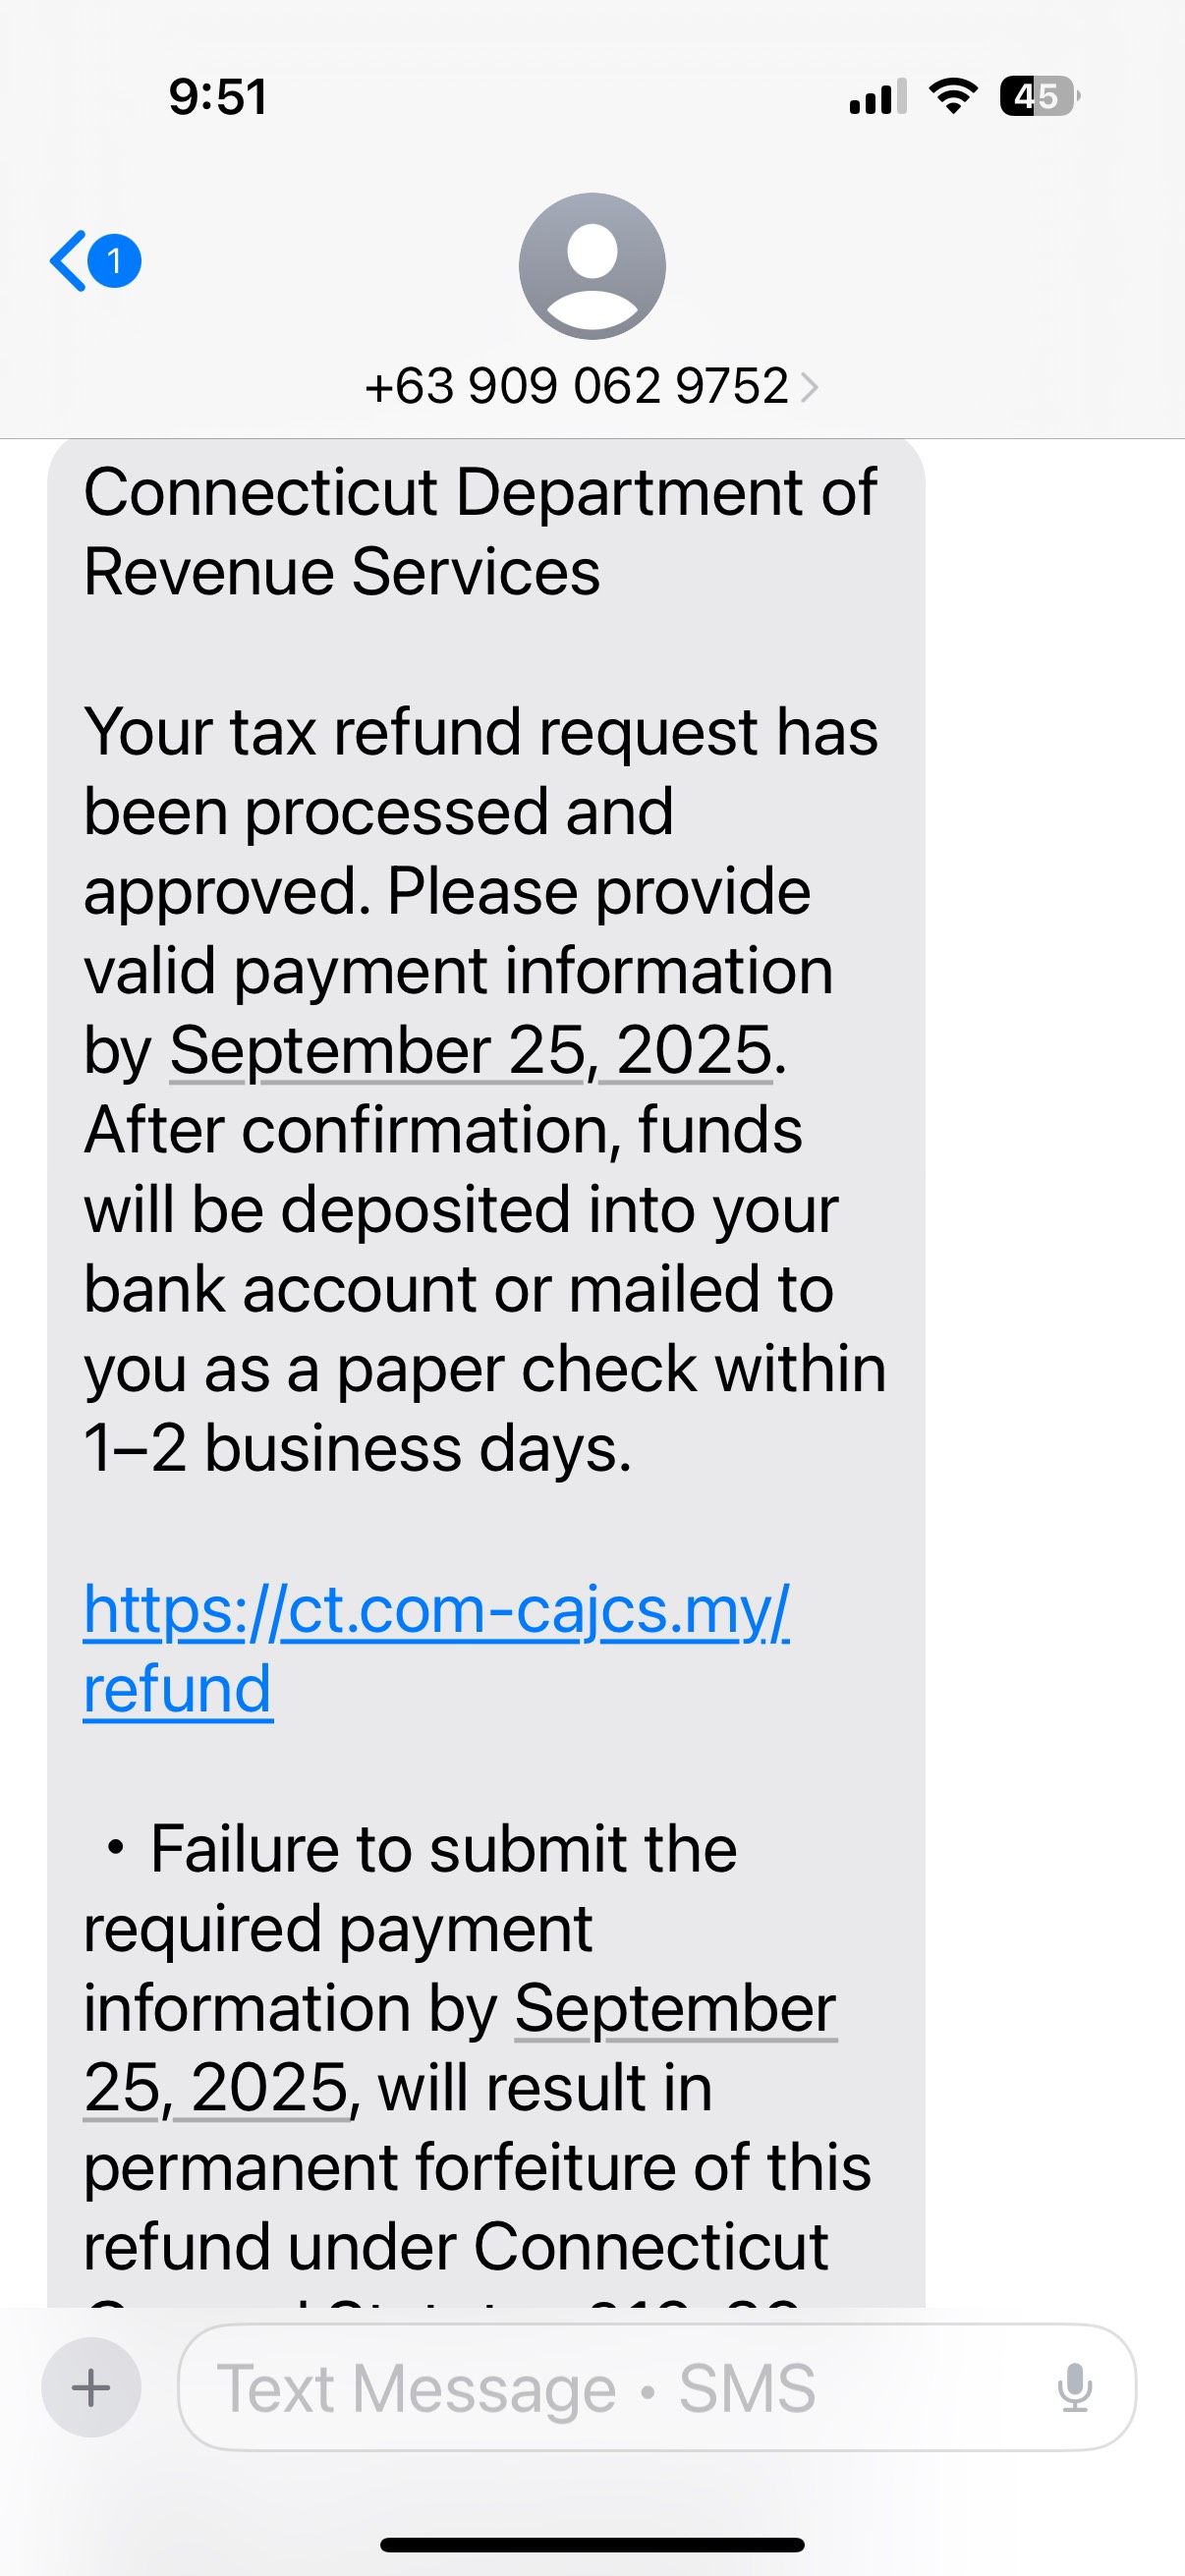 9:51
45
1
+63 909 062 9752
Connecticut Department of
Revenue Services
Your tax refund request has
been processed and
approved. Please provide
valid payment information
by September 25, 2025.
After confirmation, funds
will be deposited into your
bank account or mailed to
you as a paper check within
1–2 business days.
https://ct.com-cajcs.my/
refund
• Failure to submit the
required payment
information by September
25, 2025, will result in
permanent forfeiture of this
refund under Connecticut
Text Message • SMS